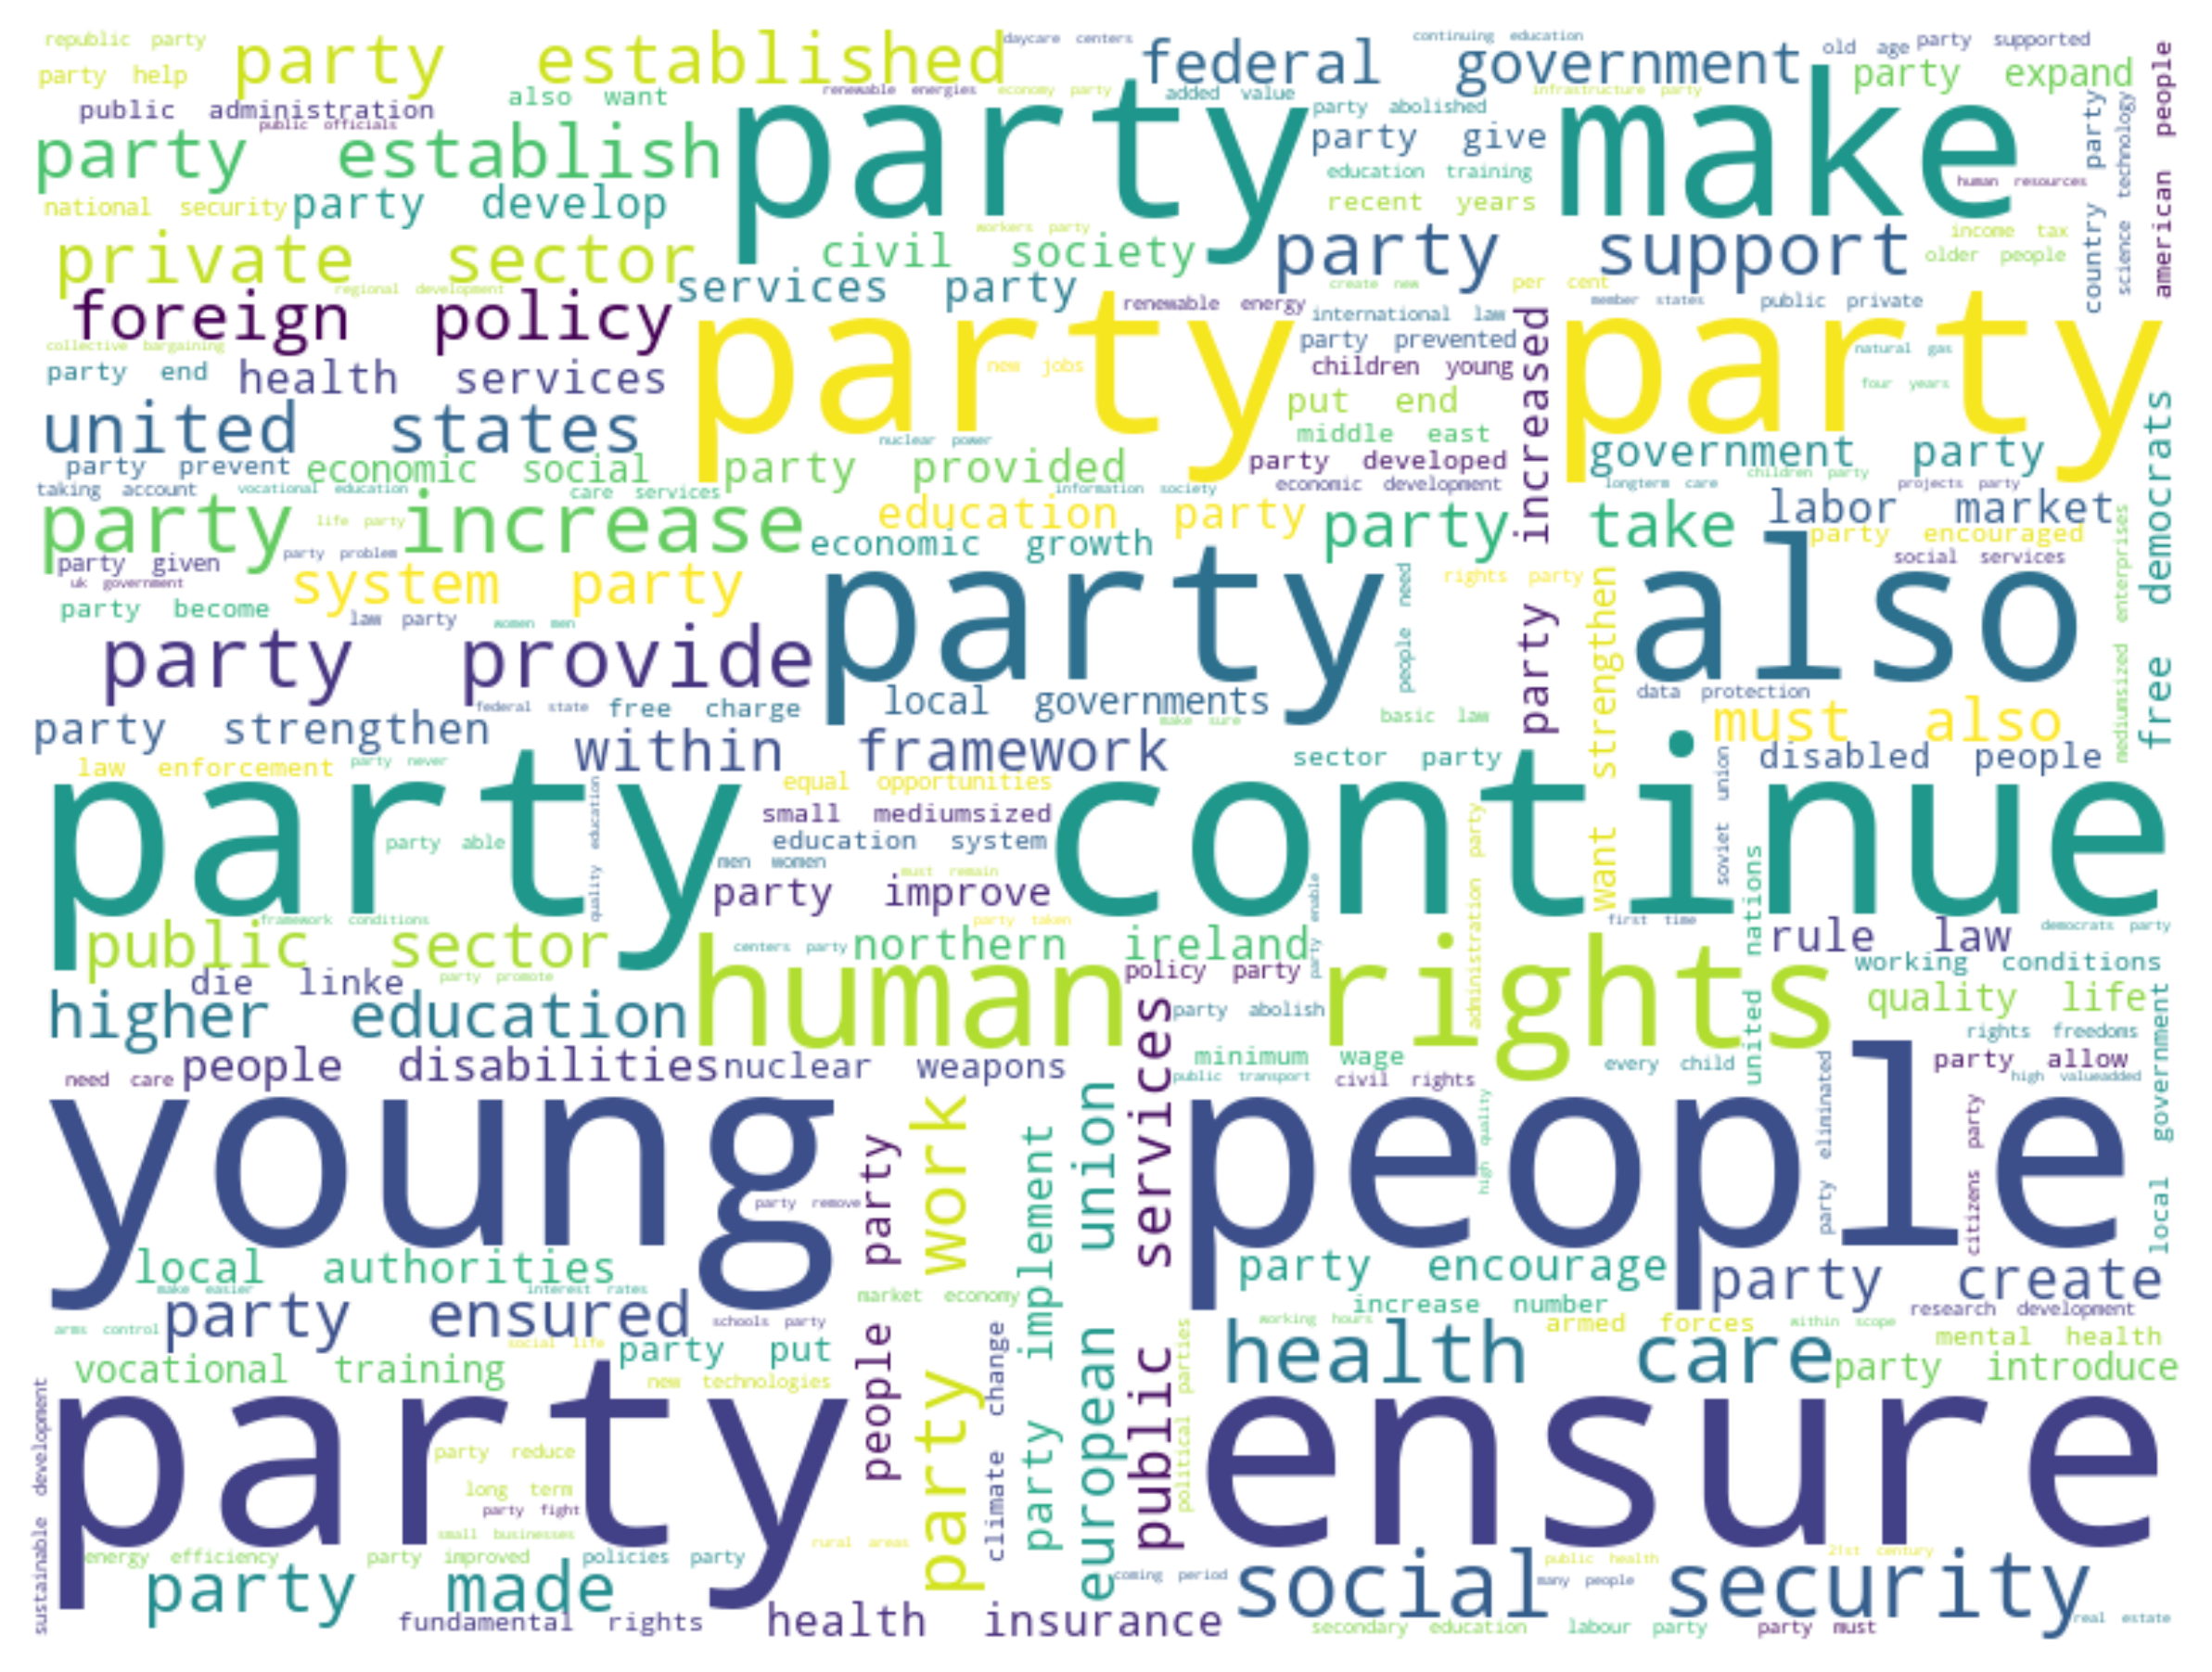 republic party
party established
daycare centers
federal government
continuing education
old age
party supported
party help
party expand
public administration
also want
renewable energies
economy party
added value
infrastructure party
public officials
party make
party abolished
party establish
party give
education training
human resources
national security
party develop
recent years
country party
science technology
american people
private sector
workers party
civil society
party support
income tax
older people
regional development
services party
create new
per cent
foreign policy
renewable energy
international law
member states
public private
collective bargaining
party party
party prevented
natural gas
party end
health services
new jobs
children young
four years
united states
put end
middle east
nuclear power
party increased
free democrats
party prevent
economic social
party provided
party developed
government party
children party
taking account
vocational education
care services
information society
economic development
longterm care
projects party
party increase
life party
education party
party take
labor market
party problem
economic growth
party encouraged
party given
social services
uk government
system party
party also
people need
rights party
want strengthen
mediumsized enterprises
party become
law party
women men
party provide
federal state
free charge
local governments
make sure
basic law
data protection
party strengthen
within framework
must also
law enforcement
party never
sector party
disabled people
party continue
equal opportunities
small mediumsized
education system
quality education
party able
men women
must remain
party improve
soviet union
administration party
united nations
party enable
framework conditions
party taken
first time
democrats party
public sector
centers party
northern ireland
rule law
die linke
party promote
policy party
working conditions
human rights
higher education
quality life
party abolish
rights freedoms
people disabilities
nuclear weapons
minimum wage
every child
party allow
need care
public transport
civil rights
high valueadded
young people
high quality
party eliminated
citizens party
local government
party remove
people party
party work
party implement
european union
public services
local authorities
party encourage
party create
make easier
interest rates
market economy
increase number
research development
party ensured
schools party
working hours
armed forces
within scope
arms control
social life
party put
climate change
political parties
health care
mental health
vocational training
new technologies
party introduce
sustainable development
party ensure
party reduce
long term
party fight
small businesses
rural areas
energy efficiency
party improved
policies party
public health
21st century
party made
coming period
social security
many people
fundamental rights
health insurance
secondary education
labour party
party must
real estate